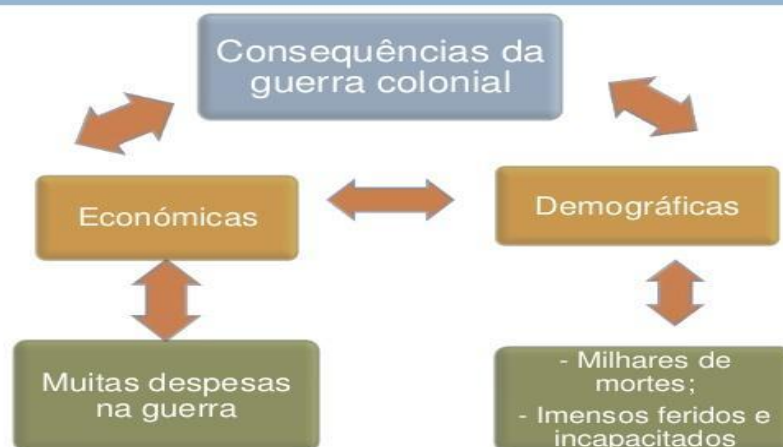 Consequências da
guerra colonial
Económicas
Demográficas
Muitas despesas
na guerra
- Milhares de
mortes;
- Imensos feridos e
incapacitados